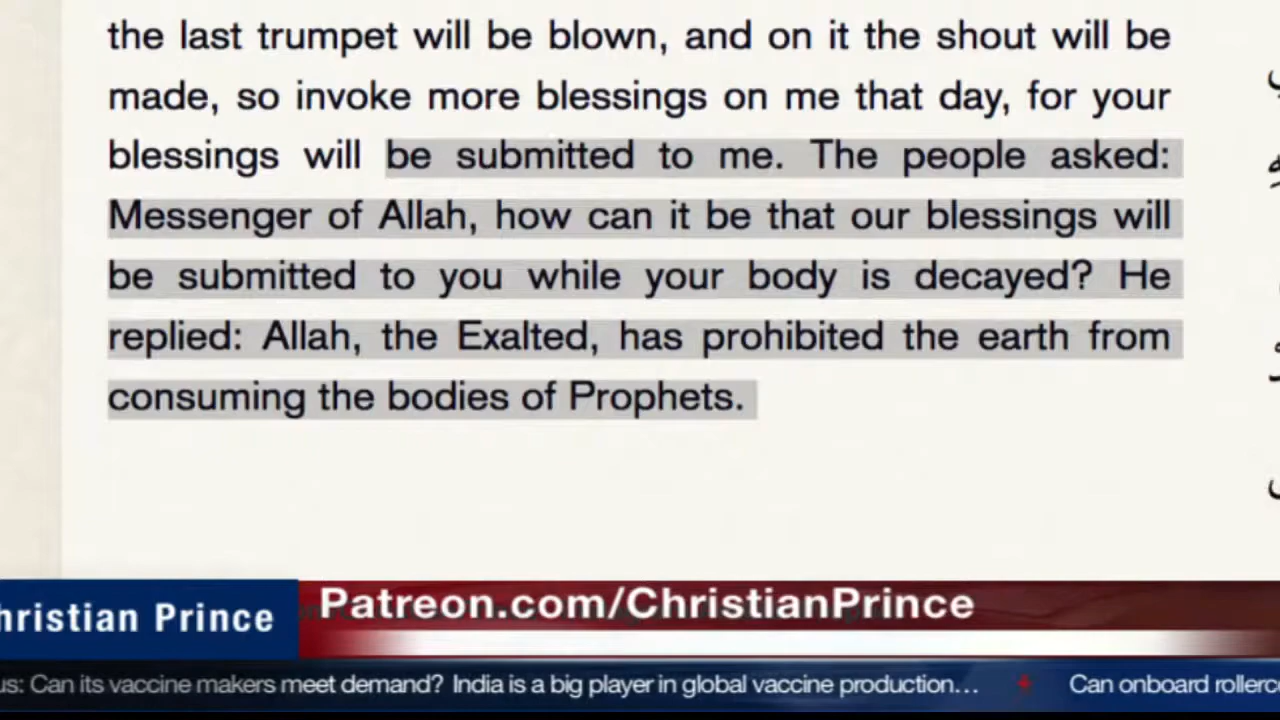 the last trumpet will be blown, and on it the shout will be
made, so invoke more blessings on me that day, for your
blessings will be submitted to me. The people asked:
Messenger of Allah, how can it be that our blessings will
be submitted to you while your body is decayed? He
replied: Allah, the Exalted, has prohibited the earth from
consuming the bodies of Prophets.
hristian Prince
Patreon.com/ChristianPrince
us: Can its vaccine makers meet demand? India is a big player in global vaccine production... Can onboard rollerc